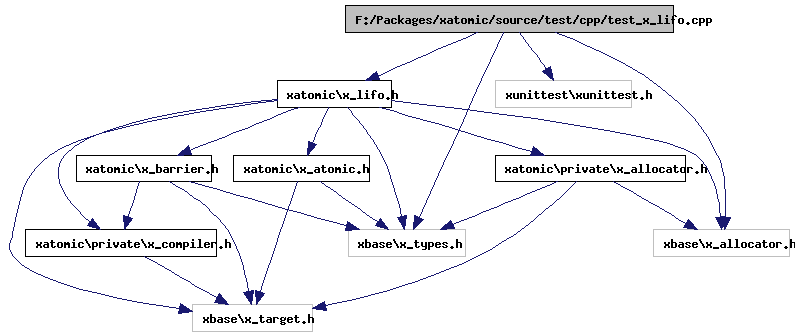 F:/Packages/xatomic/source/test/cpp/test_x_lifo.cpp
xatomic\x_lifo.h
xunittest\xunittest.h
xatomic\x_barrier.h
xatomic\x_atomic.h
xatomic\private\x_allocator.h
xatomic\private\x_compiler.h
xbase\x_types.h
xbase\x_allocator.h
xbase\x_target.h